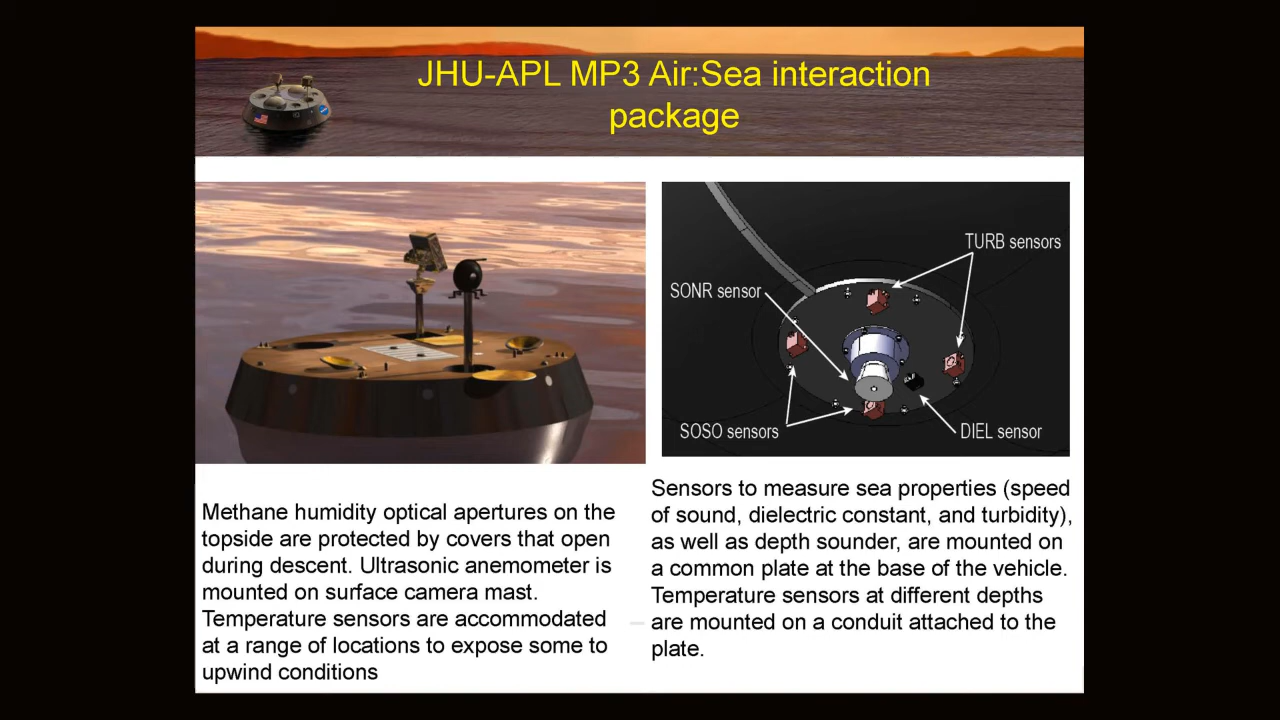 JHU-APL MP3 Air:Sea interaction
package
TURB sensors
SONR sensor
SOSO sensors
DIEL sensor
Methane humidity optical apertures on the
topside are protected by covers that open
during descent. Ultrasonic anemometer is
mounted on surface camera mast.
Temperature sensors are accommodated
at a range of locations to expose some to
upwind conditions
Sensors to measure sea properties (speed
of sound, dielectric constant, and turbidity),
as well as depth sounder, are mounted on
a common plate at the base of the vehicle.
Temperature sensors at different depths
are mounted on a conduit attached to the
plate.